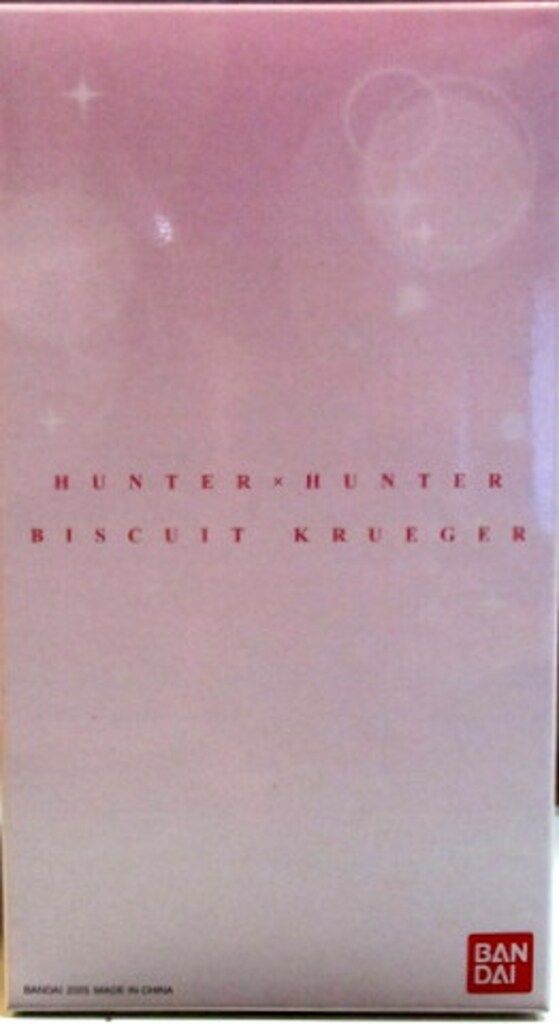 HUNTER × HUNTER
BISCUIT KRUEGER
BAN
DAI
BANDAI 2005 MADE IN CHINA